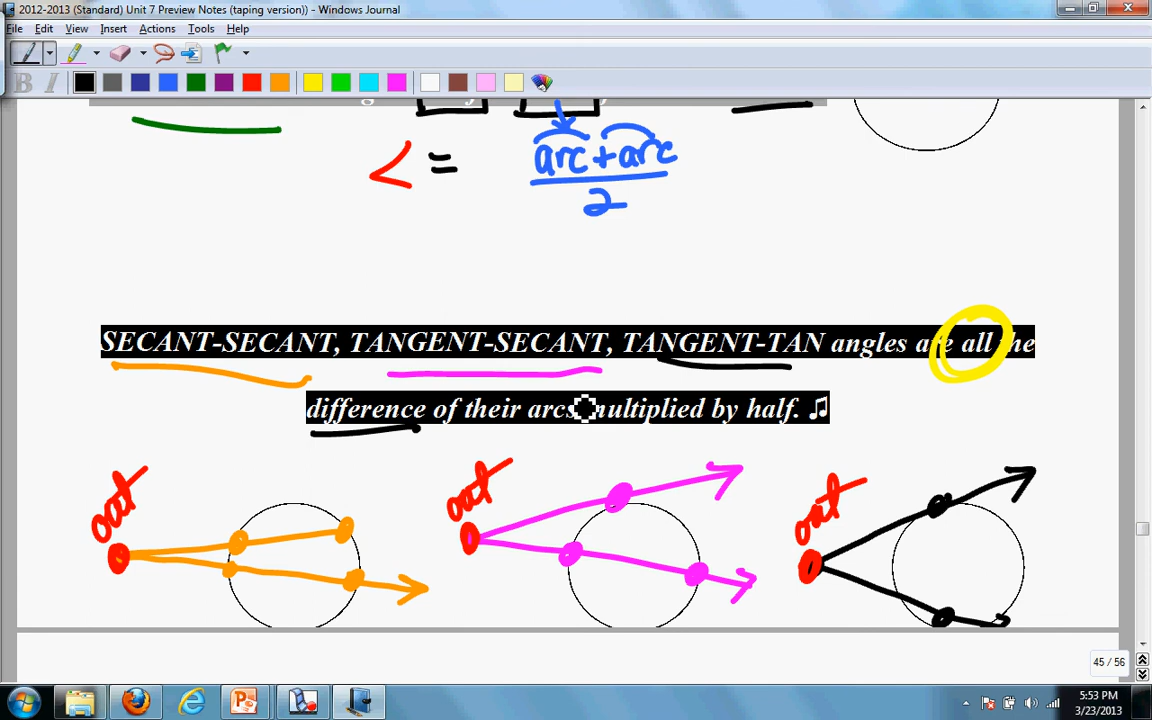 2012-2013 (Standard) Unit 7 Preview Notes (taping version)) - Windows Journal
File Edit View Insert Actions Tools Help
B I
< = arc + arc
2
SECANT-SECANT, TANGENT-SECANT, TANGENT-TAN angles are all the
difference of their arcs multiplied by half. ♫
out out out
45 / 56
5:53 PM
3/23/2013